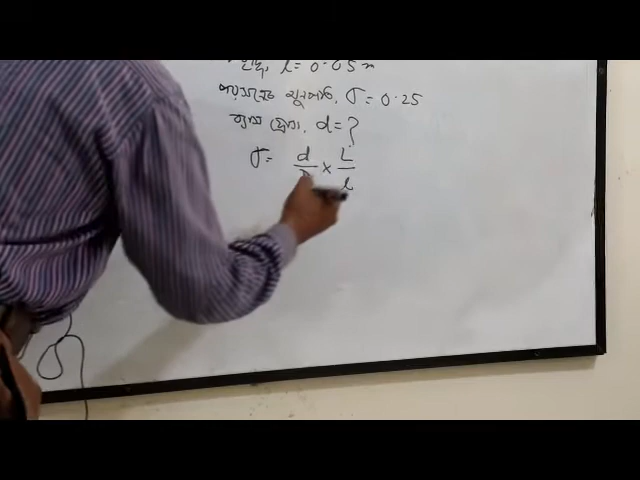 l = 0.05 m
পয়সনের অনুপাত, σ = 0.25
ব্যাস হ্রাস, d = ?
σ = d/D × L/l